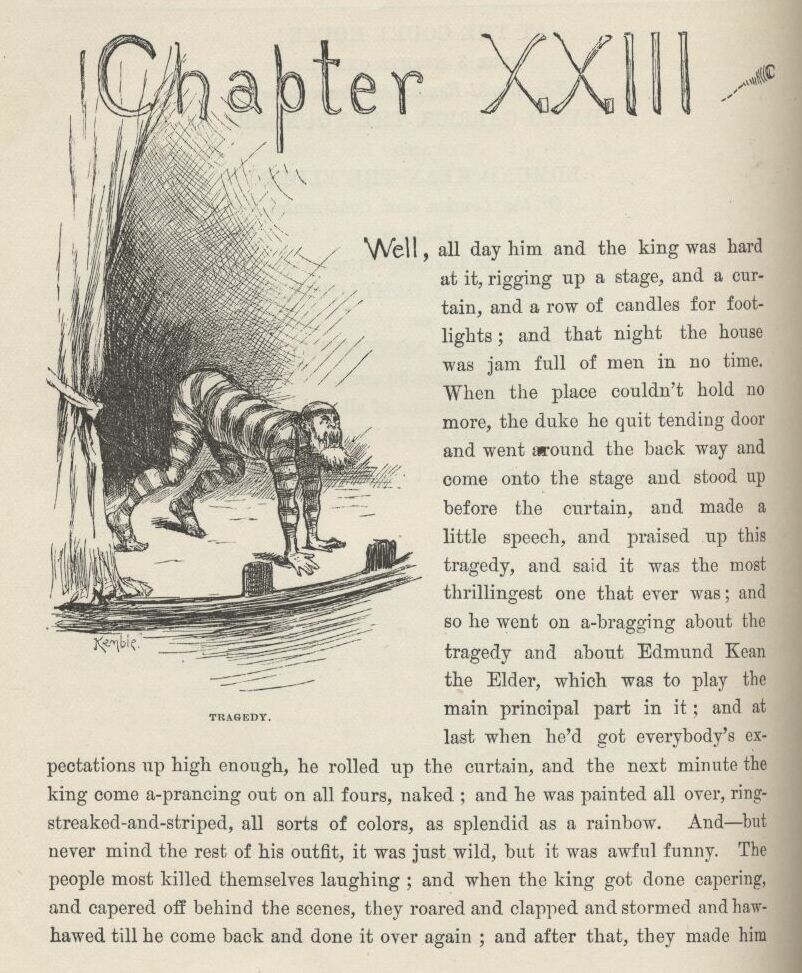 Chapter XXIII
Well, all day him and the king was hard
at it, rigging up a stage, and a cur-
tain, and a row of candles for foot-
lights; and that night the house
was jam full of men in no time.
When the place couldn't hold no
more, the duke he quit tending door
and went around the back way and
come onto the stage and stood up
before the curtain, and made a
little speech, and praised up this
tragedy, and said it was the most
thrillingest one that ever was; and
so he went on a-bragging about the
tragedy and about Edmund Kean
the Elder, which was to play the
main principal part in it; and at
last when he'd got everybody's ex-
pectations up high enough, he rolled up the curtain, and the next minute the
king come a-prancing out on all fours, naked; and he was painted all over, ring-
streaked-and-striped, all sorts of colors, as splendid as a rainbow. And—but
never mind the rest of his outfit, it was just wild, but it was awful funny. The
people most killed themselves laughing; and when the king got done capering,
and capered off behind the scenes, they roared and clapped and stormed and haw-
hawed till he come back and done it over again; and after that, they made him
Kemble.
TRAGEDY.